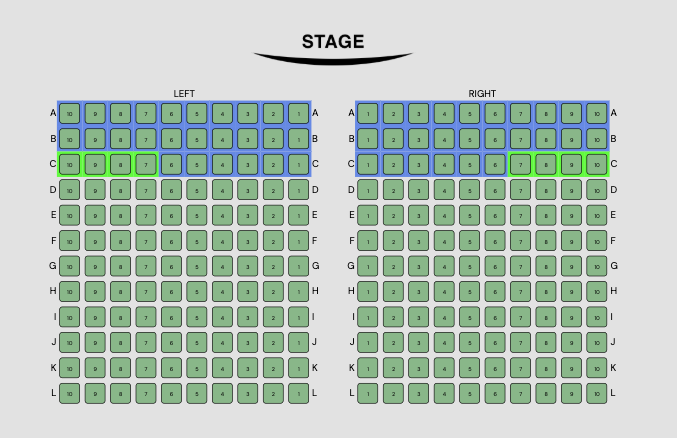 STAGE
LEFT RIGHT
A 10 9 8 7 6 5 4 3 2 1 A A 1 2 3 4 5 6 7 8 9 10 A
B 10 9 8 7 6 5 4 3 2 1 B B 1 2 3 4 5 6 7 8 9 10 B
C 10 9 8 7 6 5 4 3 2 1 C C 1 2 3 4 5 6 7 8 9 10 C
D 10 9 8 7 6 5 4 3 2 1 D D 1 2 3 4 5 6 7 8 9 10 D
E 10 9 8 7 6 5 4 3 2 1 E E 1 2 3 4 5 6 7 8 9 10 E
F 10 9 8 7 6 5 4 3 2 1 F F 1 2 3 4 5 6 7 8 9 10 F
G 10 9 8 7 6 5 4 3 2 1 G G 1 2 3 4 5 6 7 8 9 10 G
H 10 9 8 7 6 5 4 3 2 1 H H 1 2 3 4 5 6 7 8 9 10 H
I 10 9 8 7 6 5 4 3 2 1 I I 1 2 3 4 5 6 7 8 9 10 I
J 10 9 8 7 6 5 4 3 2 1 J J 1 2 3 4 5 6 7 8 9 10 J
K 10 9 8 7 6 5 4 3 2 1 K K 1 2 3 4 5 6 7 8 9 10 K
L 10 9 8 7 6 5 4 3 2 1 L L 1 2 3 4 5 6 7 8 9 10 L